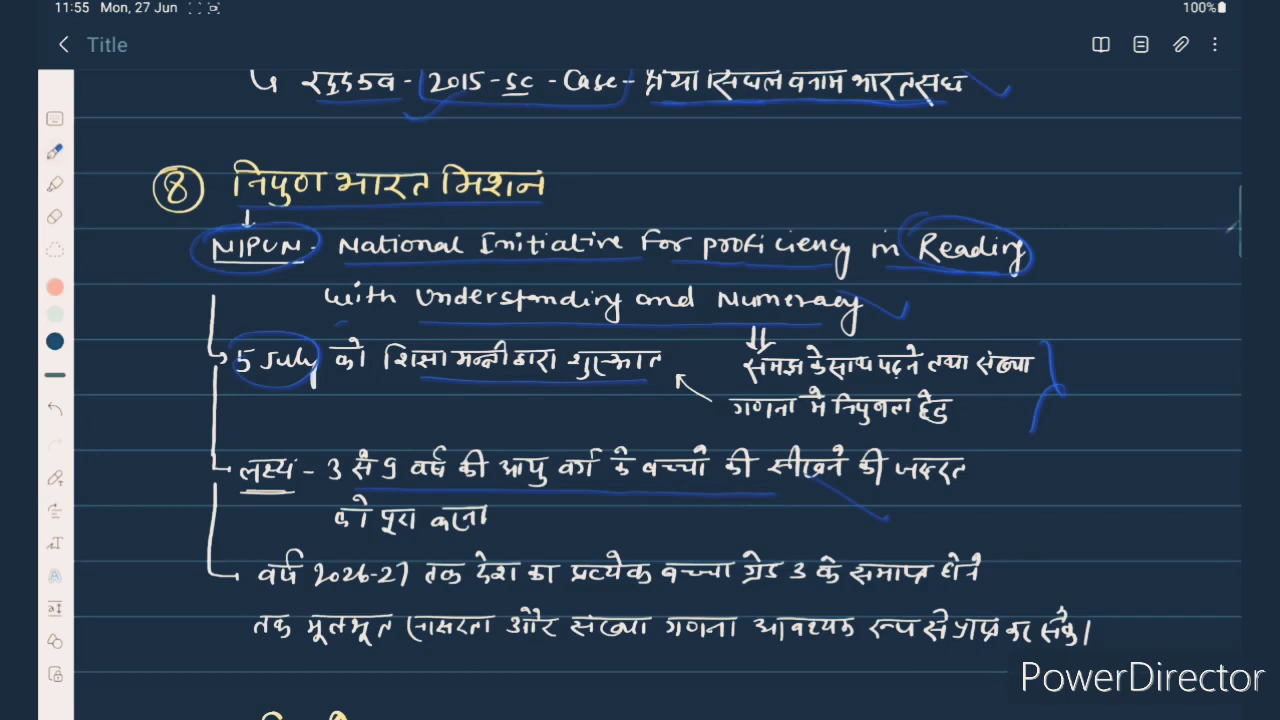 11:55 Mon, 27 Jun 100%
Title
↳ रद्द हुआ - 2015 - SC - Case - श्रेया सिंघल बनाम भारत संघ
⑧ निपुण भारत मिशन
NIPUN - National Initiative For proficiency in Reading
with Understanding and Numeracy
5 July को शिक्षा मन्त्री द्वारा शुरुआत
समझ के साथ पढ़ने तथा संख्या
गणना मे निपुणता हेतु
लक्ष्य - 3 से 9 वर्ष की आयु वर्ग के बच्चों की सीखने की जरूरत
को पूरा करना
वर्ष 2026-27 तक देश का प्रत्येक बच्चा ग्रेड 3 के समाप्त होने
तक मूलभूत साक्षरता और संख्या गणना आवश्यक रूप से प्राप्त कर सके।
PowerDirector